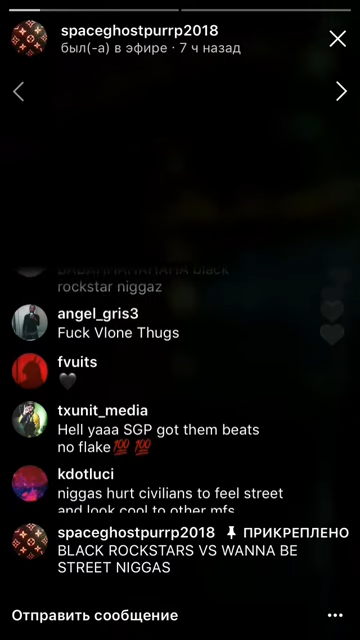 spaceghostpurrp2018
был(-а) в эфире · 7 ч назад
BAHAHAHAHAHA black
rockstar niggaz
angel_gris3
Fuck Vlone Thugs
fvuits
🖤
txunit_media
Hell yaaa SGP got them beats
no flake💯 💯
kdotluci
niggas hurt civilians to feel street
and look cool to other mfs
spaceghostpurrp2018 📌 ПРИКРЕПЛЕНО
BLACK ROCKSTARS VS WANNA BE
STREET NIGGAS
Отправить сообщение